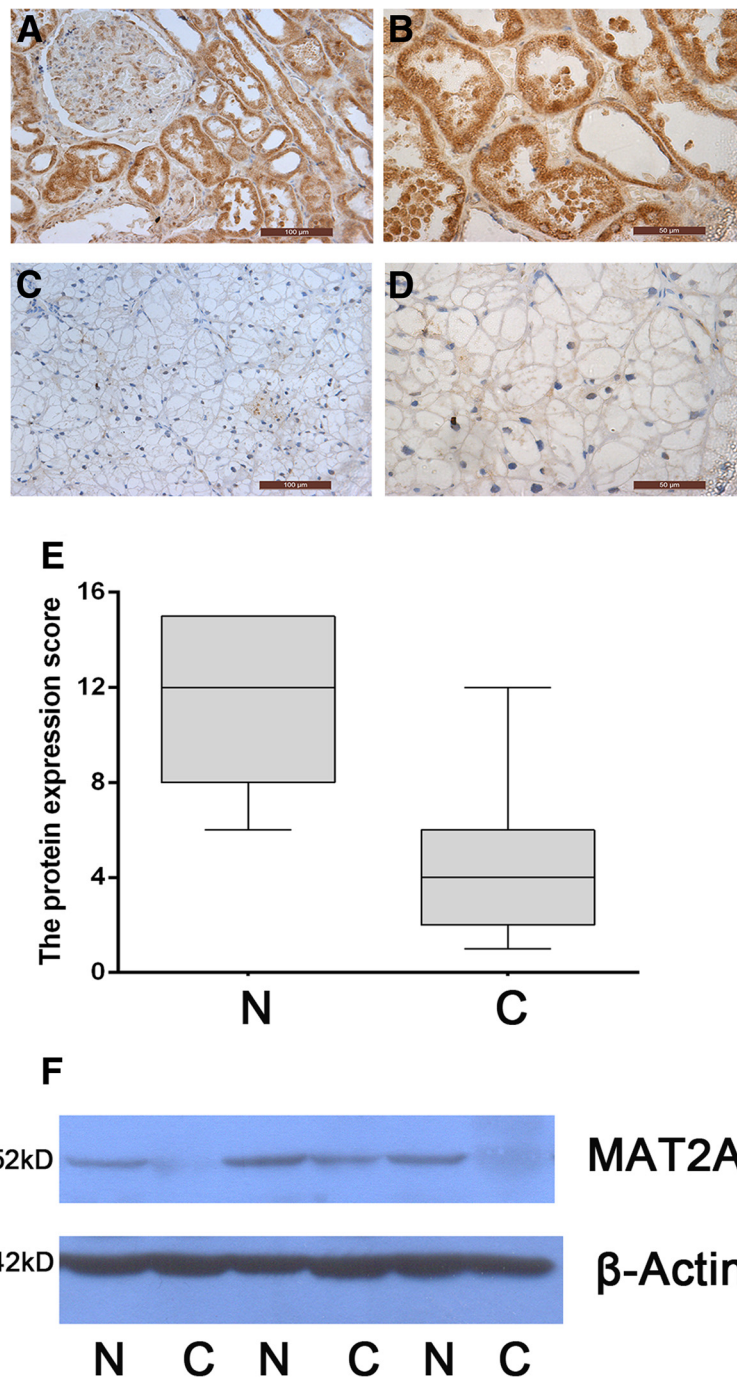 A
B
100 µm
50 µm
C
D
100 µm
50 µm
E
The protein expression score
16
12
8
4
0
N C
F
52kD MAT2A
42kD β-Actin
N C N C N C